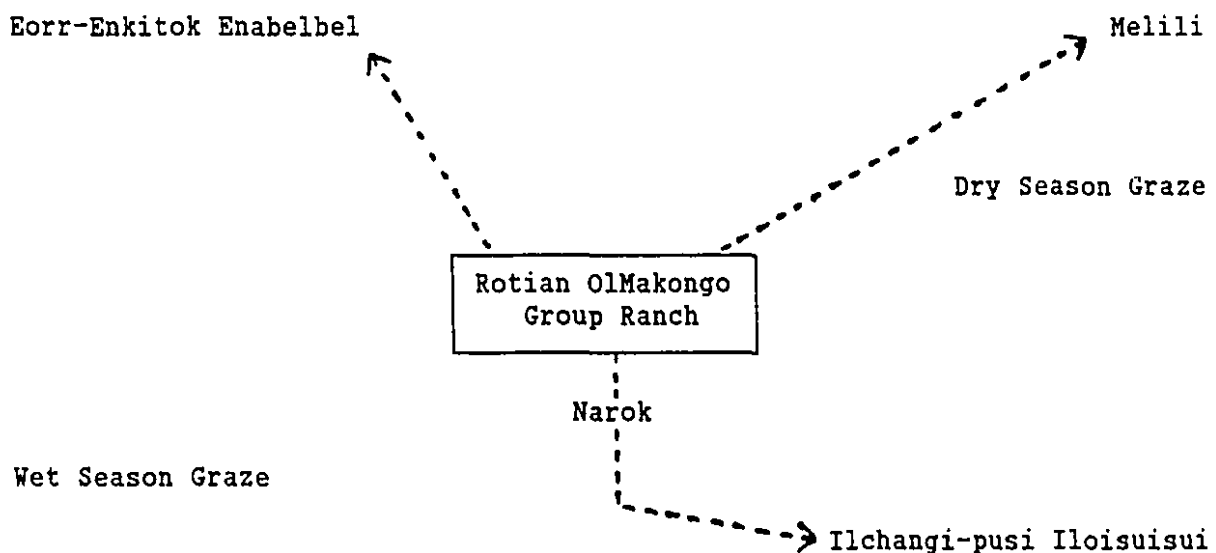 Eorr-Enkitok Enabelbel
Melili
Dry Season Graze
Rotian OlMakongo
Group Ranch
Narok
Wet Season Graze
Ilchangi-pusi Iloisuisui